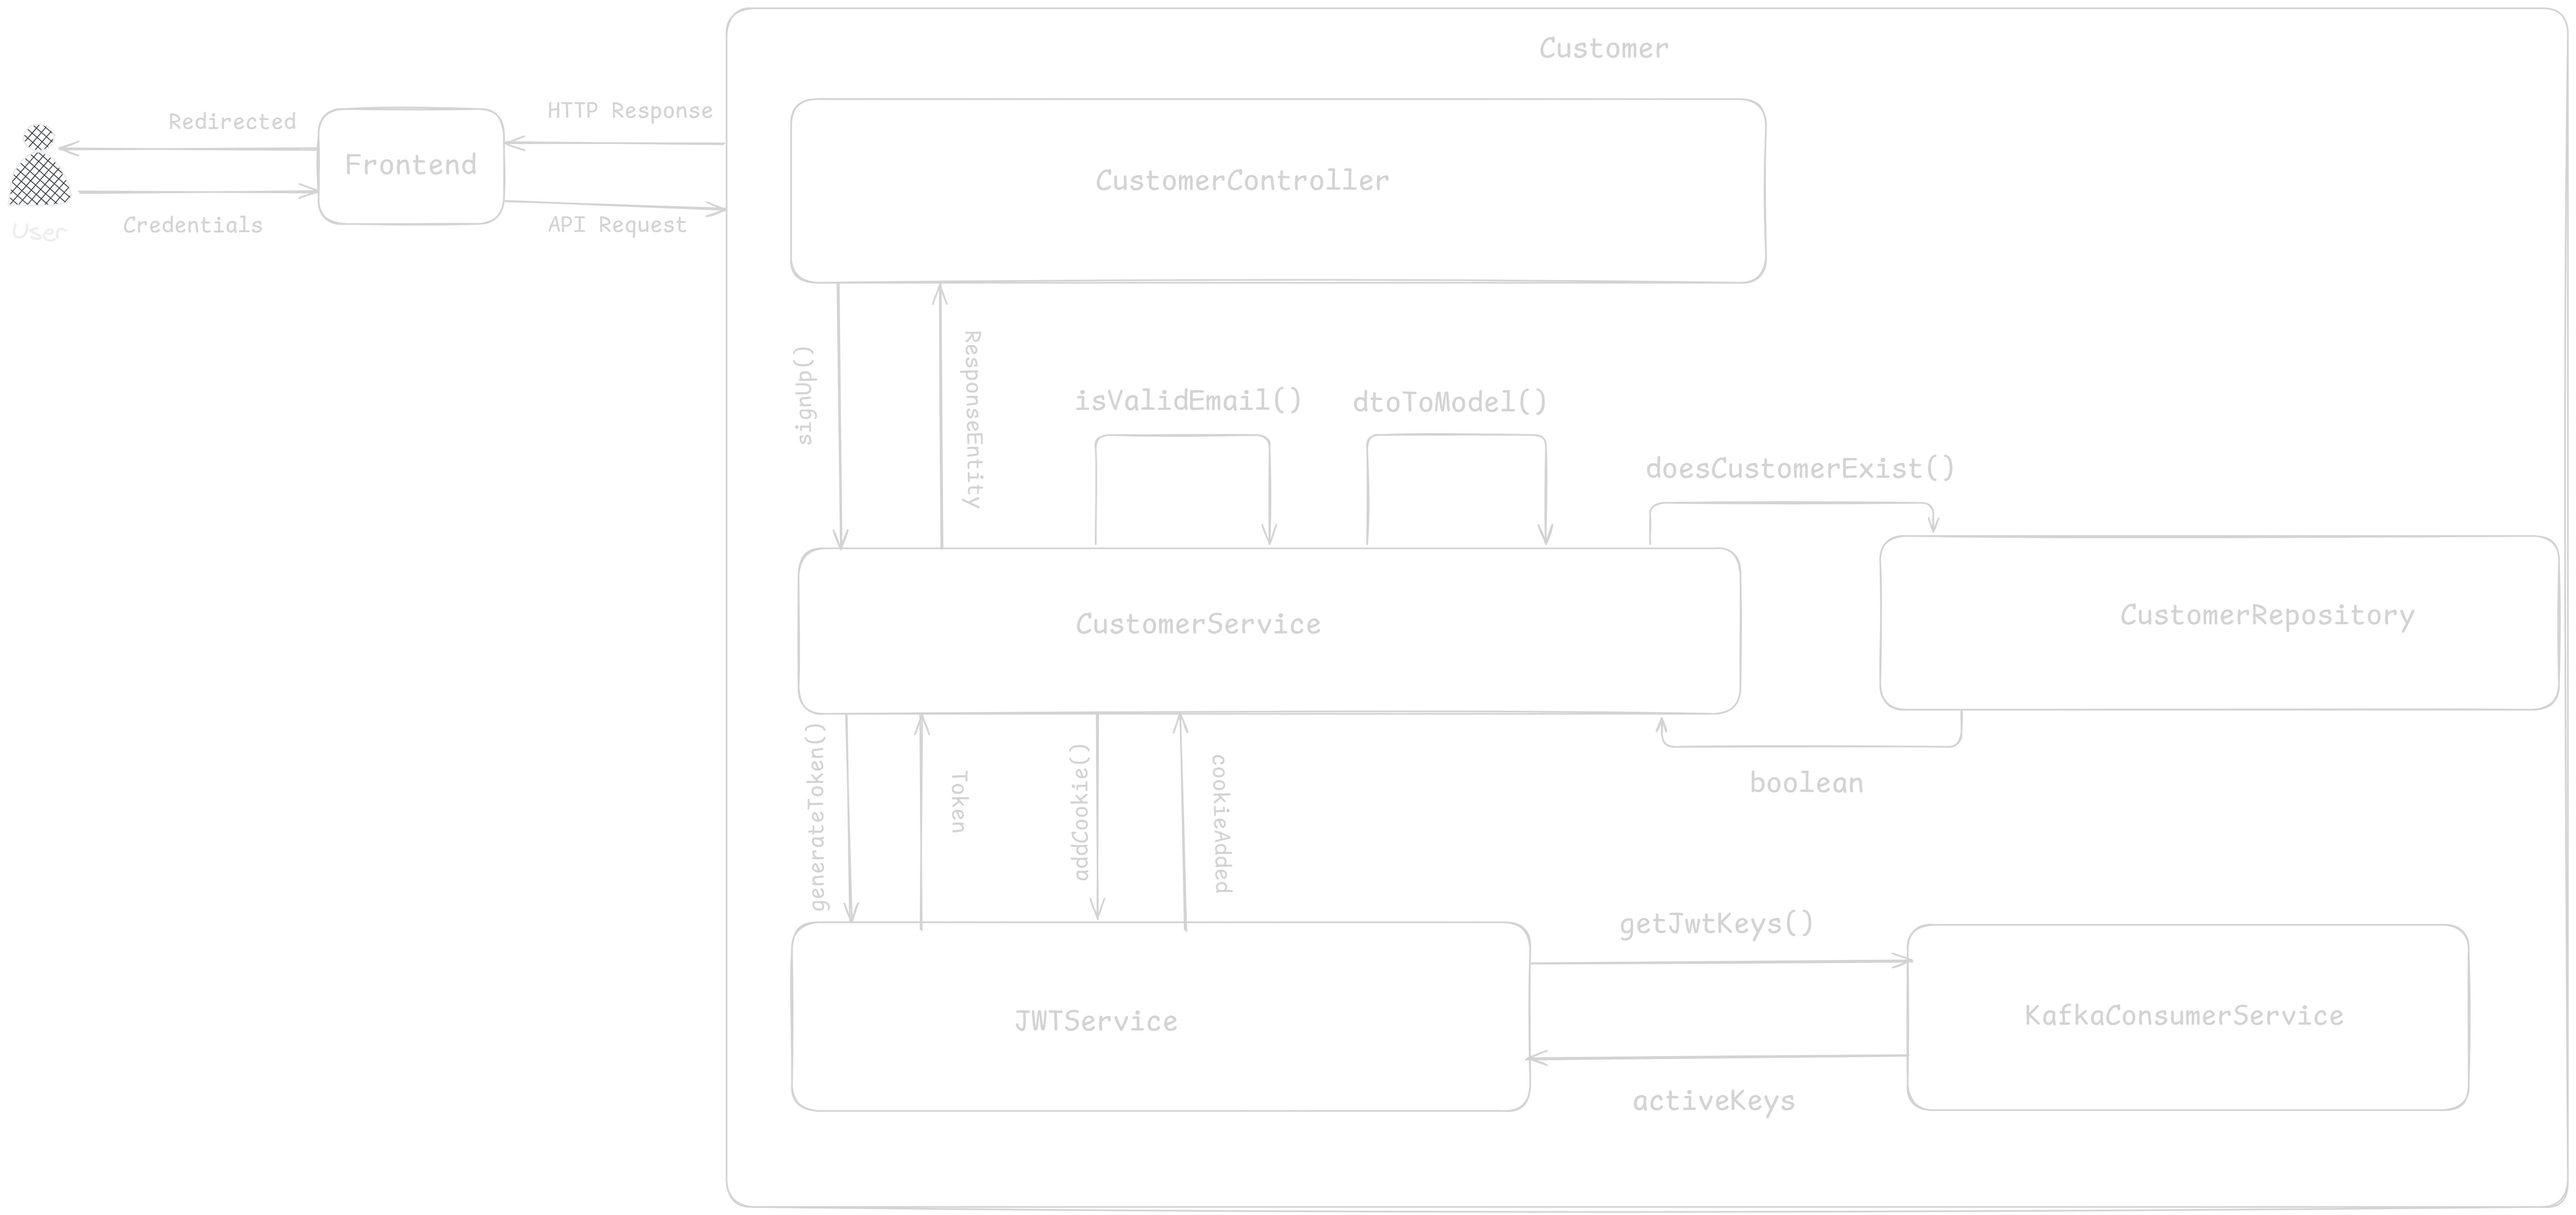 Customer
Redirected
HTTP Response
Frontend
CustomerController
Credentials
API Request
User
signUp()
ResponseEntity
isValidEmail()
dtoToModel()
doesCustomerExist()
CustomerService
CustomerRepository
generateToken()
Token
addCookie()
cookieAdded
boolean
getJwtKeys()
JWTService
KafkaConsumerService
activeKeys